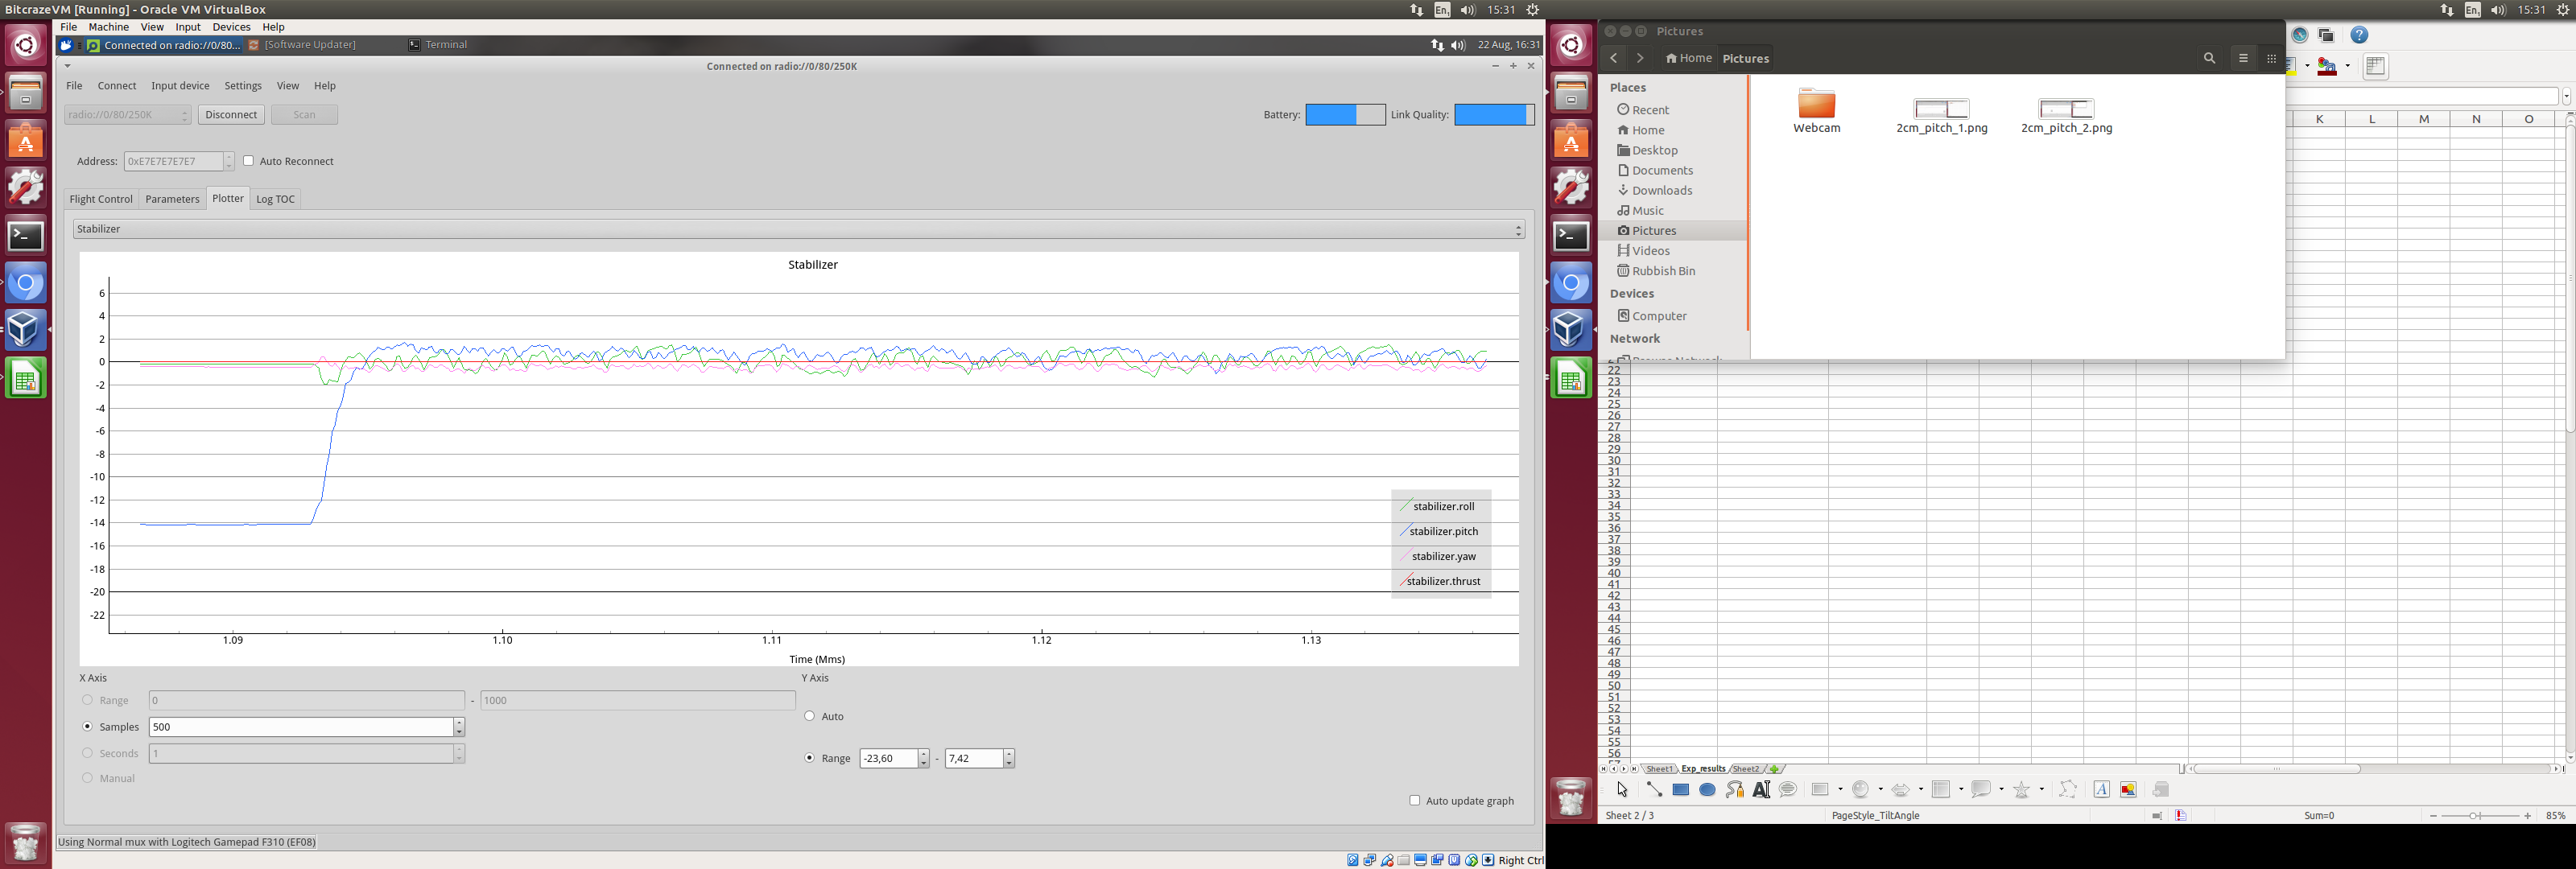 BitcrazeVM [Running] - Oracle VM VirtualBox
En 15:31
File Machine View Input Devices Help
Connected on radio://0/80... [Software Updater] Terminal 22 Aug, 16:31
Connected on radio://0/80/250K
File Connect Input device Settings View Help
radio://0/80/250K Disconnect Scan Battery: Link Quality:
Address: 0xE7E7E7E7E7 Auto Reconnect
Flight Control Parameters Plotter Log TOC
Stabilizer
Stabilizer
6
4
2
0
-2
-4
-6
-8
-10
-12
-14
-16
-18
-20
-22
stabilizer.roll
stabilizer.pitch
stabilizer.yaw
stabilizer.thrust
1.09 1.10 1.11 1.12 1.13
Time (Mms)
X Axis
Range 0 - 1000
Samples 500
Seconds 1
Manual
Y Axis
Auto
Range -23,60 - 7,42
Auto update graph
Using Normal mux with Logitech Gamepad F310 (EF08)
Right Ctrl
En 15:31
Pictures
Home Pictures
Places
Recent
Home
Desktop
Documents
Downloads
Music
Pictures
Videos
Rubbish Bin
Devices
Computer
Network
Webcam 2cm_pitch_1.png 2cm_pitch_2.png
K L M N O
22
23
24
25
26
27
28
29
30
31
32
33
34
35
36
37
38
39
40
41
42
43
44
45
46
47
48
49
50
51
52
53
54
55
56
Sheet1 Exp_results Sheet2
Sheet 2 / 3 PageStyle_TiltAngle Sum=0 85%